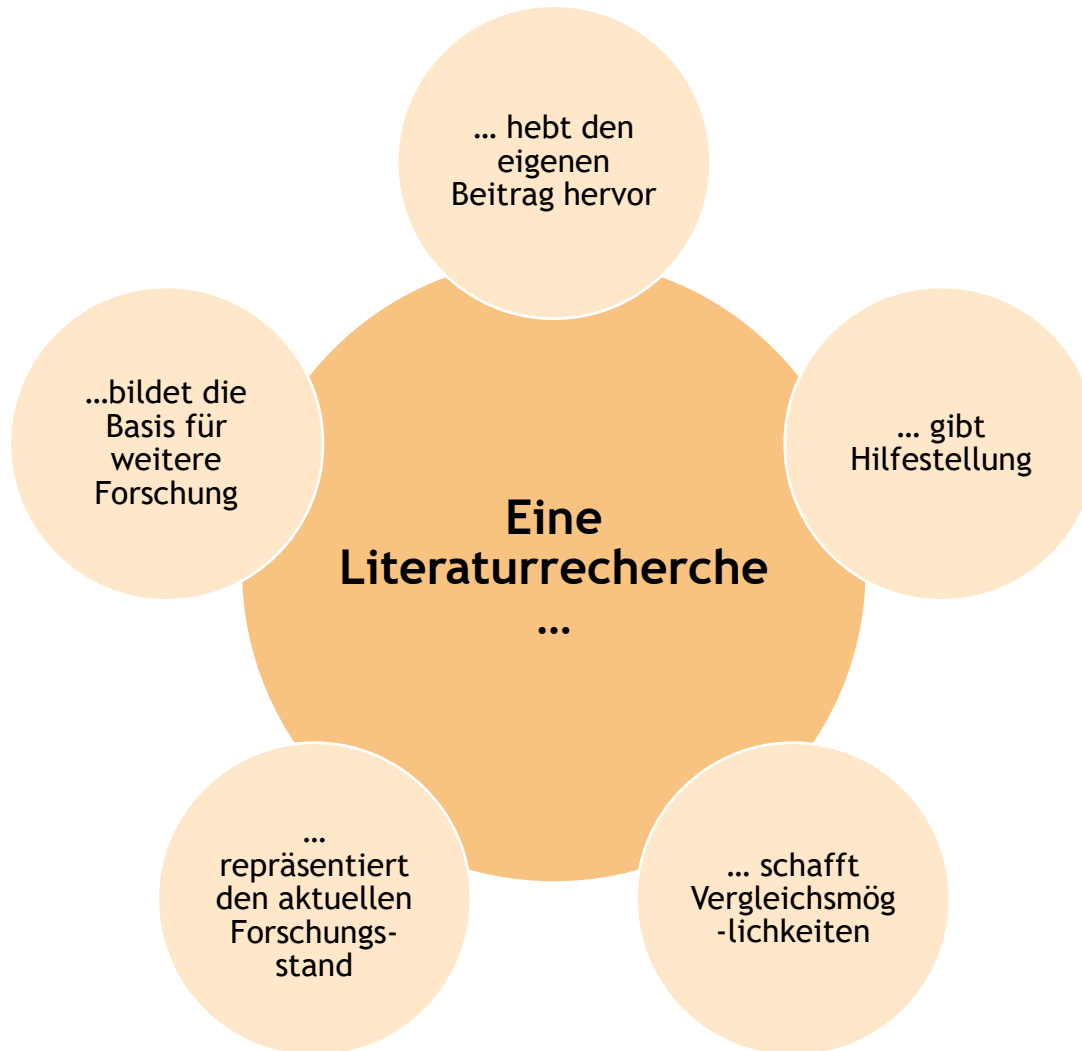 … hebt den
eigenen
Beitrag hervor
…bildet die
Basis für
weitere
Forschung
… gibt
Hilfestellung
Eine
Literaturrecherche
…
…
repräsentiert
den aktuellen
Forschungs-
stand
… schafft
Vergleichsmög
-lichkeiten